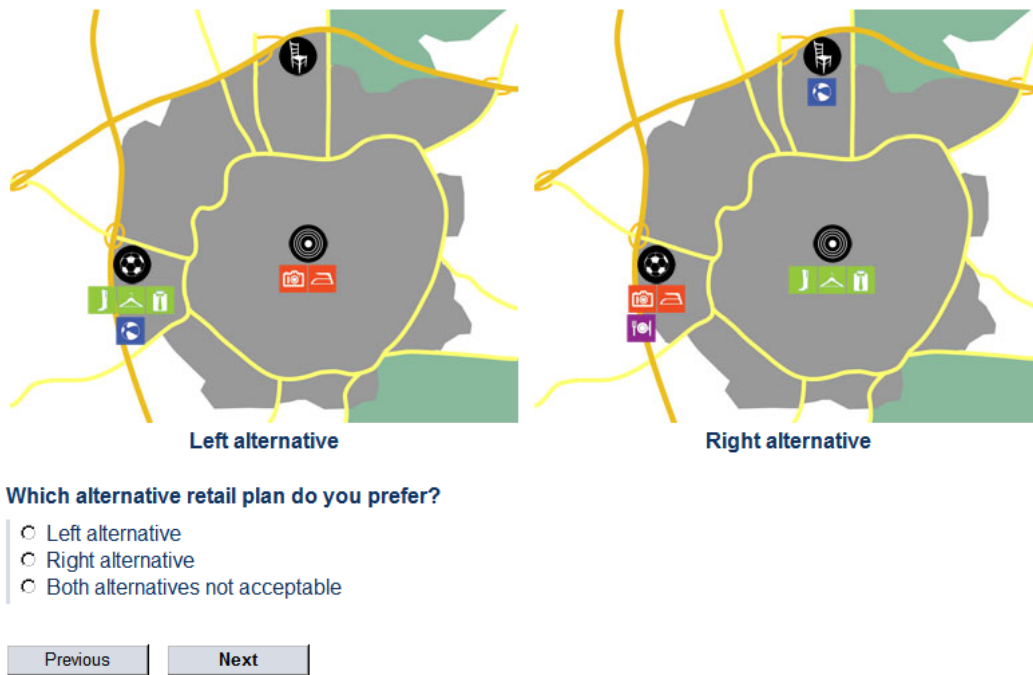 Left alternative
Right alternative
Which alternative retail plan do you prefer?
Left alternative
Right alternative
Both alternatives not acceptable
Previous
Next